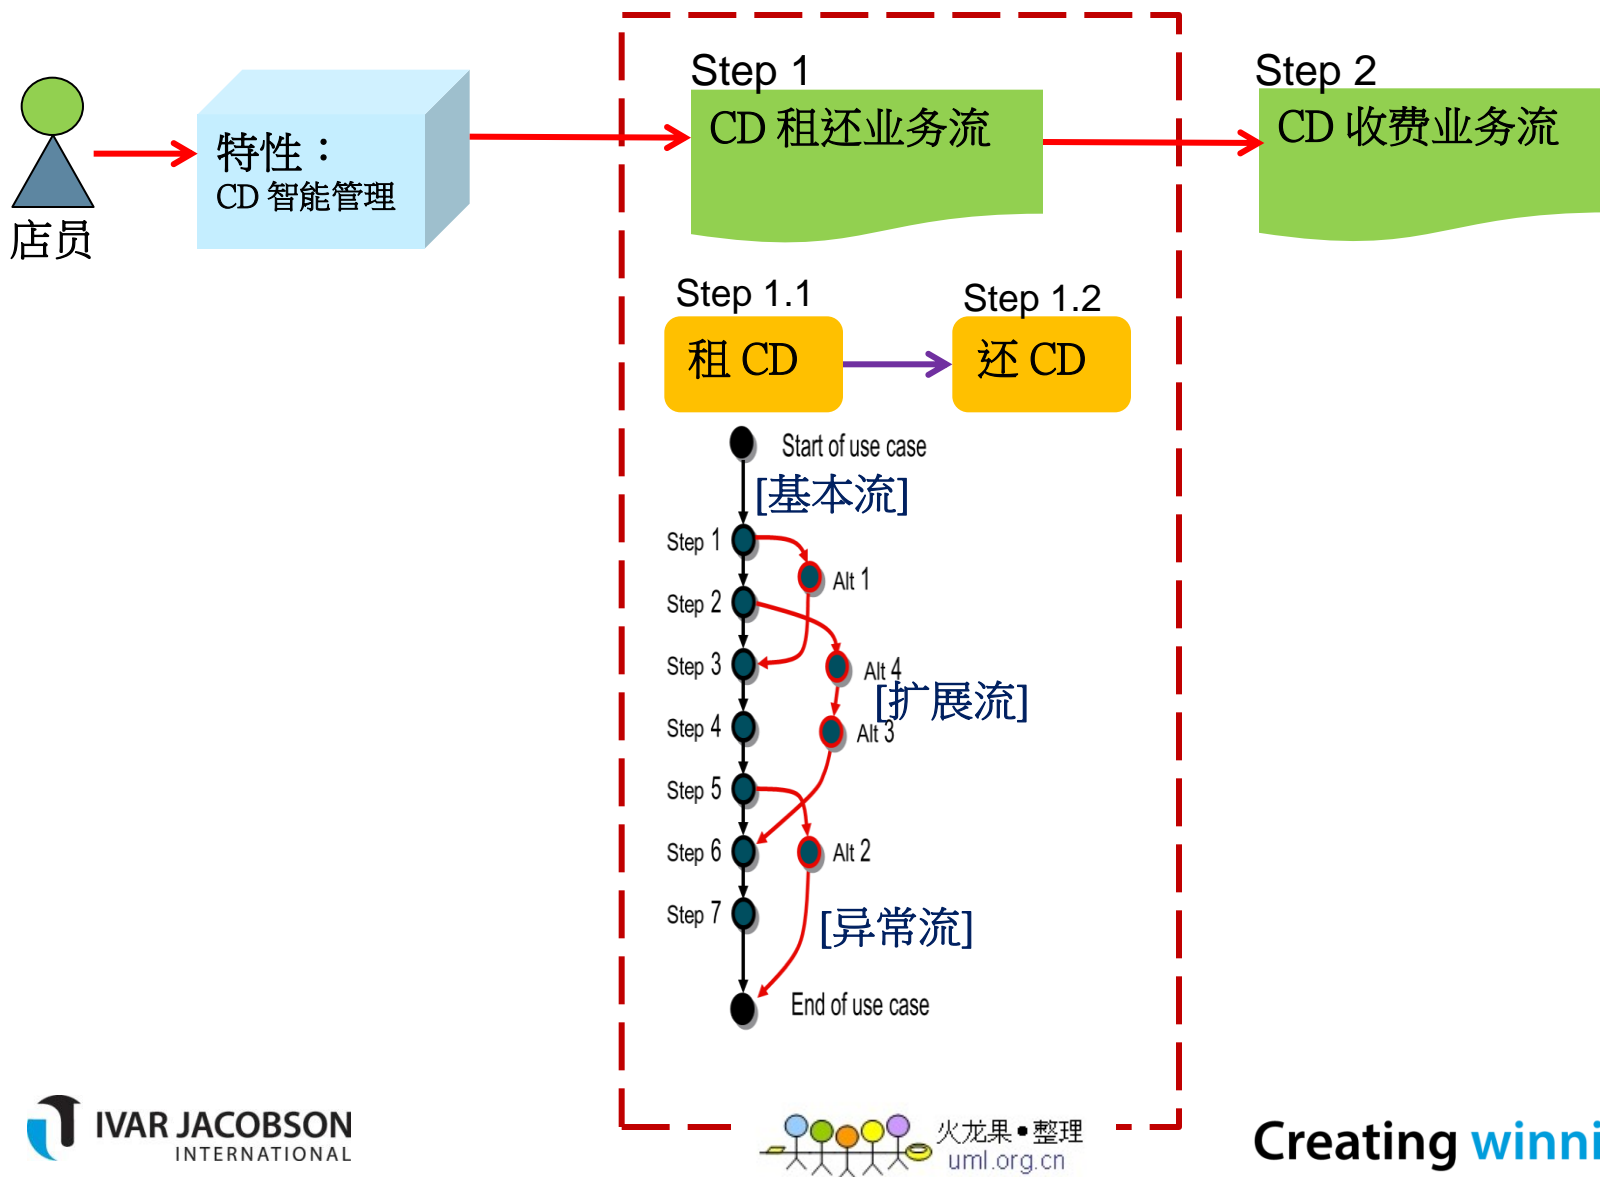 Step 1
Step 2
CD 租还业务流
CD 收费业务流
特性：
CD 智能管理
店员
Step 1.1
Step 1.2
租 CD
还 CD
Start of use case
[基本流]
Step 1
Alt 1
Step 2
Step 3
Alt 4
[扩展流]
Step 4
Alt 3
Step 5
Step 6
Alt 2
Step 7
[异常流]
End of use case
IVAR JACOBSON
INTERNATIONAL
火龙果●整理
uml.org.cn
Creating winni